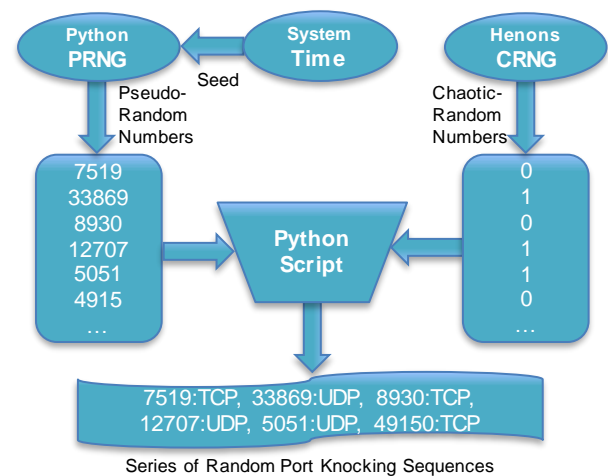 Python
PRNG
System
Time
Henons
CRNG
Seed
Pseudo-
Random
Numbers
Chaotic-
Random
Numbers
7519
33869
8930
12707
5051
4915
...
Python
Script
0
1
0
1
1
0
...
7519:TCP, 33869:UDP, 8930:TCP,
12707:UDP, 5051:UDP, 49150:TCP
Series of Random Port Knocking Sequences